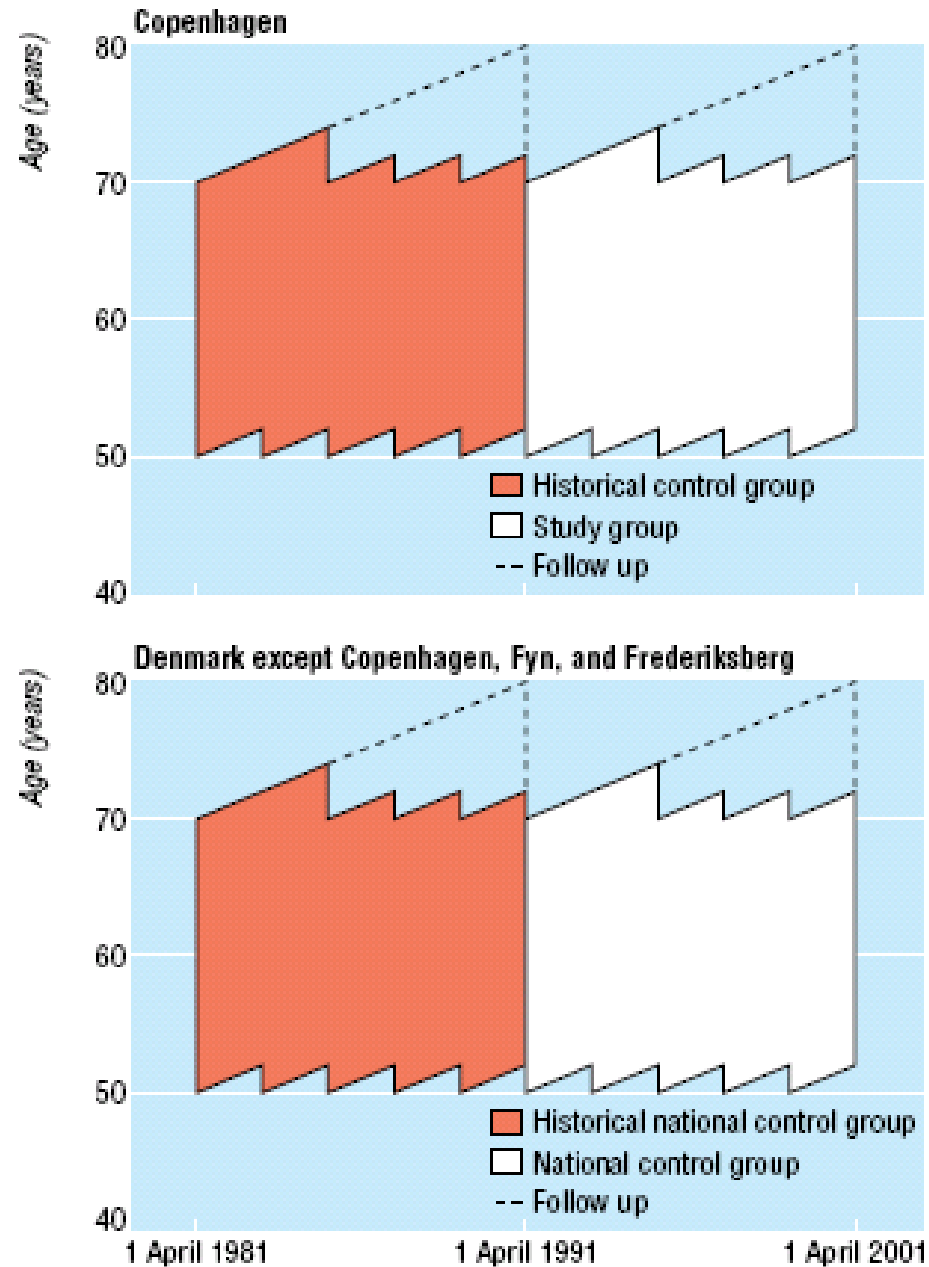 Copenhagen
Age (years)
80
70
60
50
Historical control group
Study group
Follow up
40
Denmark except Copenhagen, Fyn, and Frederiksberg
Age (years)
80
70
60
50
Historical national control group
National control group
Follow up
40
1 April 1981 1 April 1991 1 April 2001